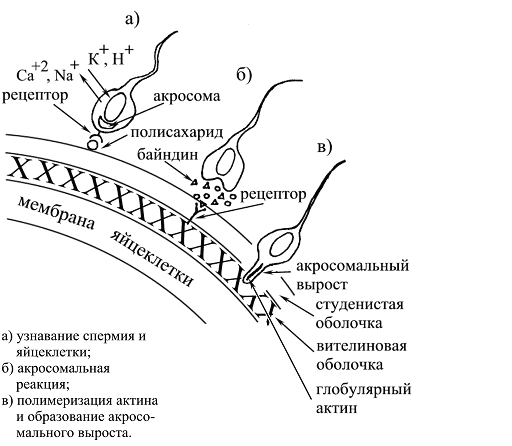 а)
Ca+2, Na+
K+, H+
рецептор
акросома
полисахарид
б)
байндин
рецептор
в)
мембрана яйцеклетки
акросомальный
вырост
студенистая
оболочка
вителиновая
оболочка
глобулярный
актин
а) узнавание спермия и
яйцеклетки;
б) акросомальная
реакция;
в) полимеризация актина
и образование акросо-
мального выроста.